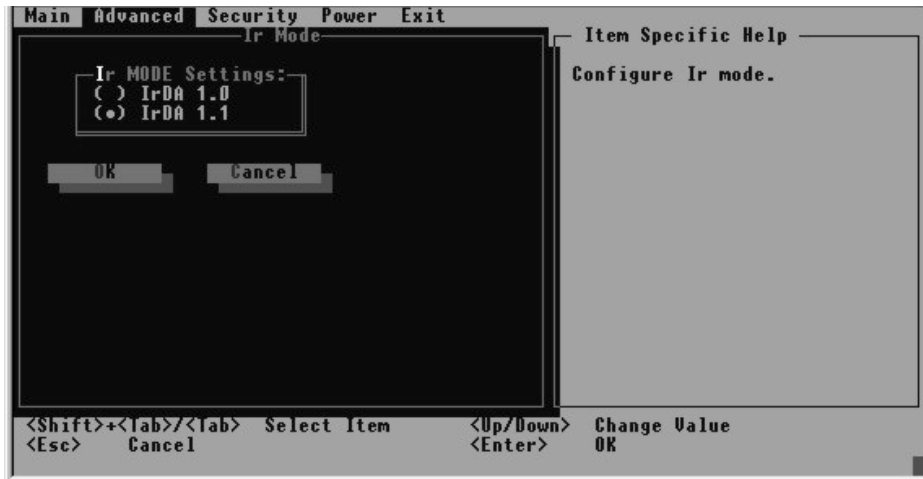 Main Advanced Security Power Exit
Ir Mode
Item Specific Help
Ir MODE Settings:
Configure Ir mode.
( ) IrDA 1.0
(•) IrDA 1.1
OK Cancel
<Shift>+<Tab>/<Tab> Select Item <Up/Down> Change Value
<Esc> Cancel <Enter> OK